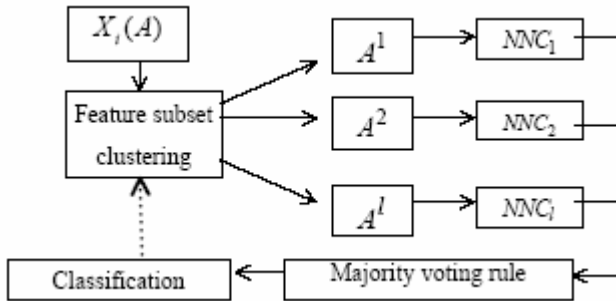 X_i(A)
Feature subset
clustering
A^1
NNC_1
A^2
NNC_2
A^l
NNC_l
Majority voting rule
Classification